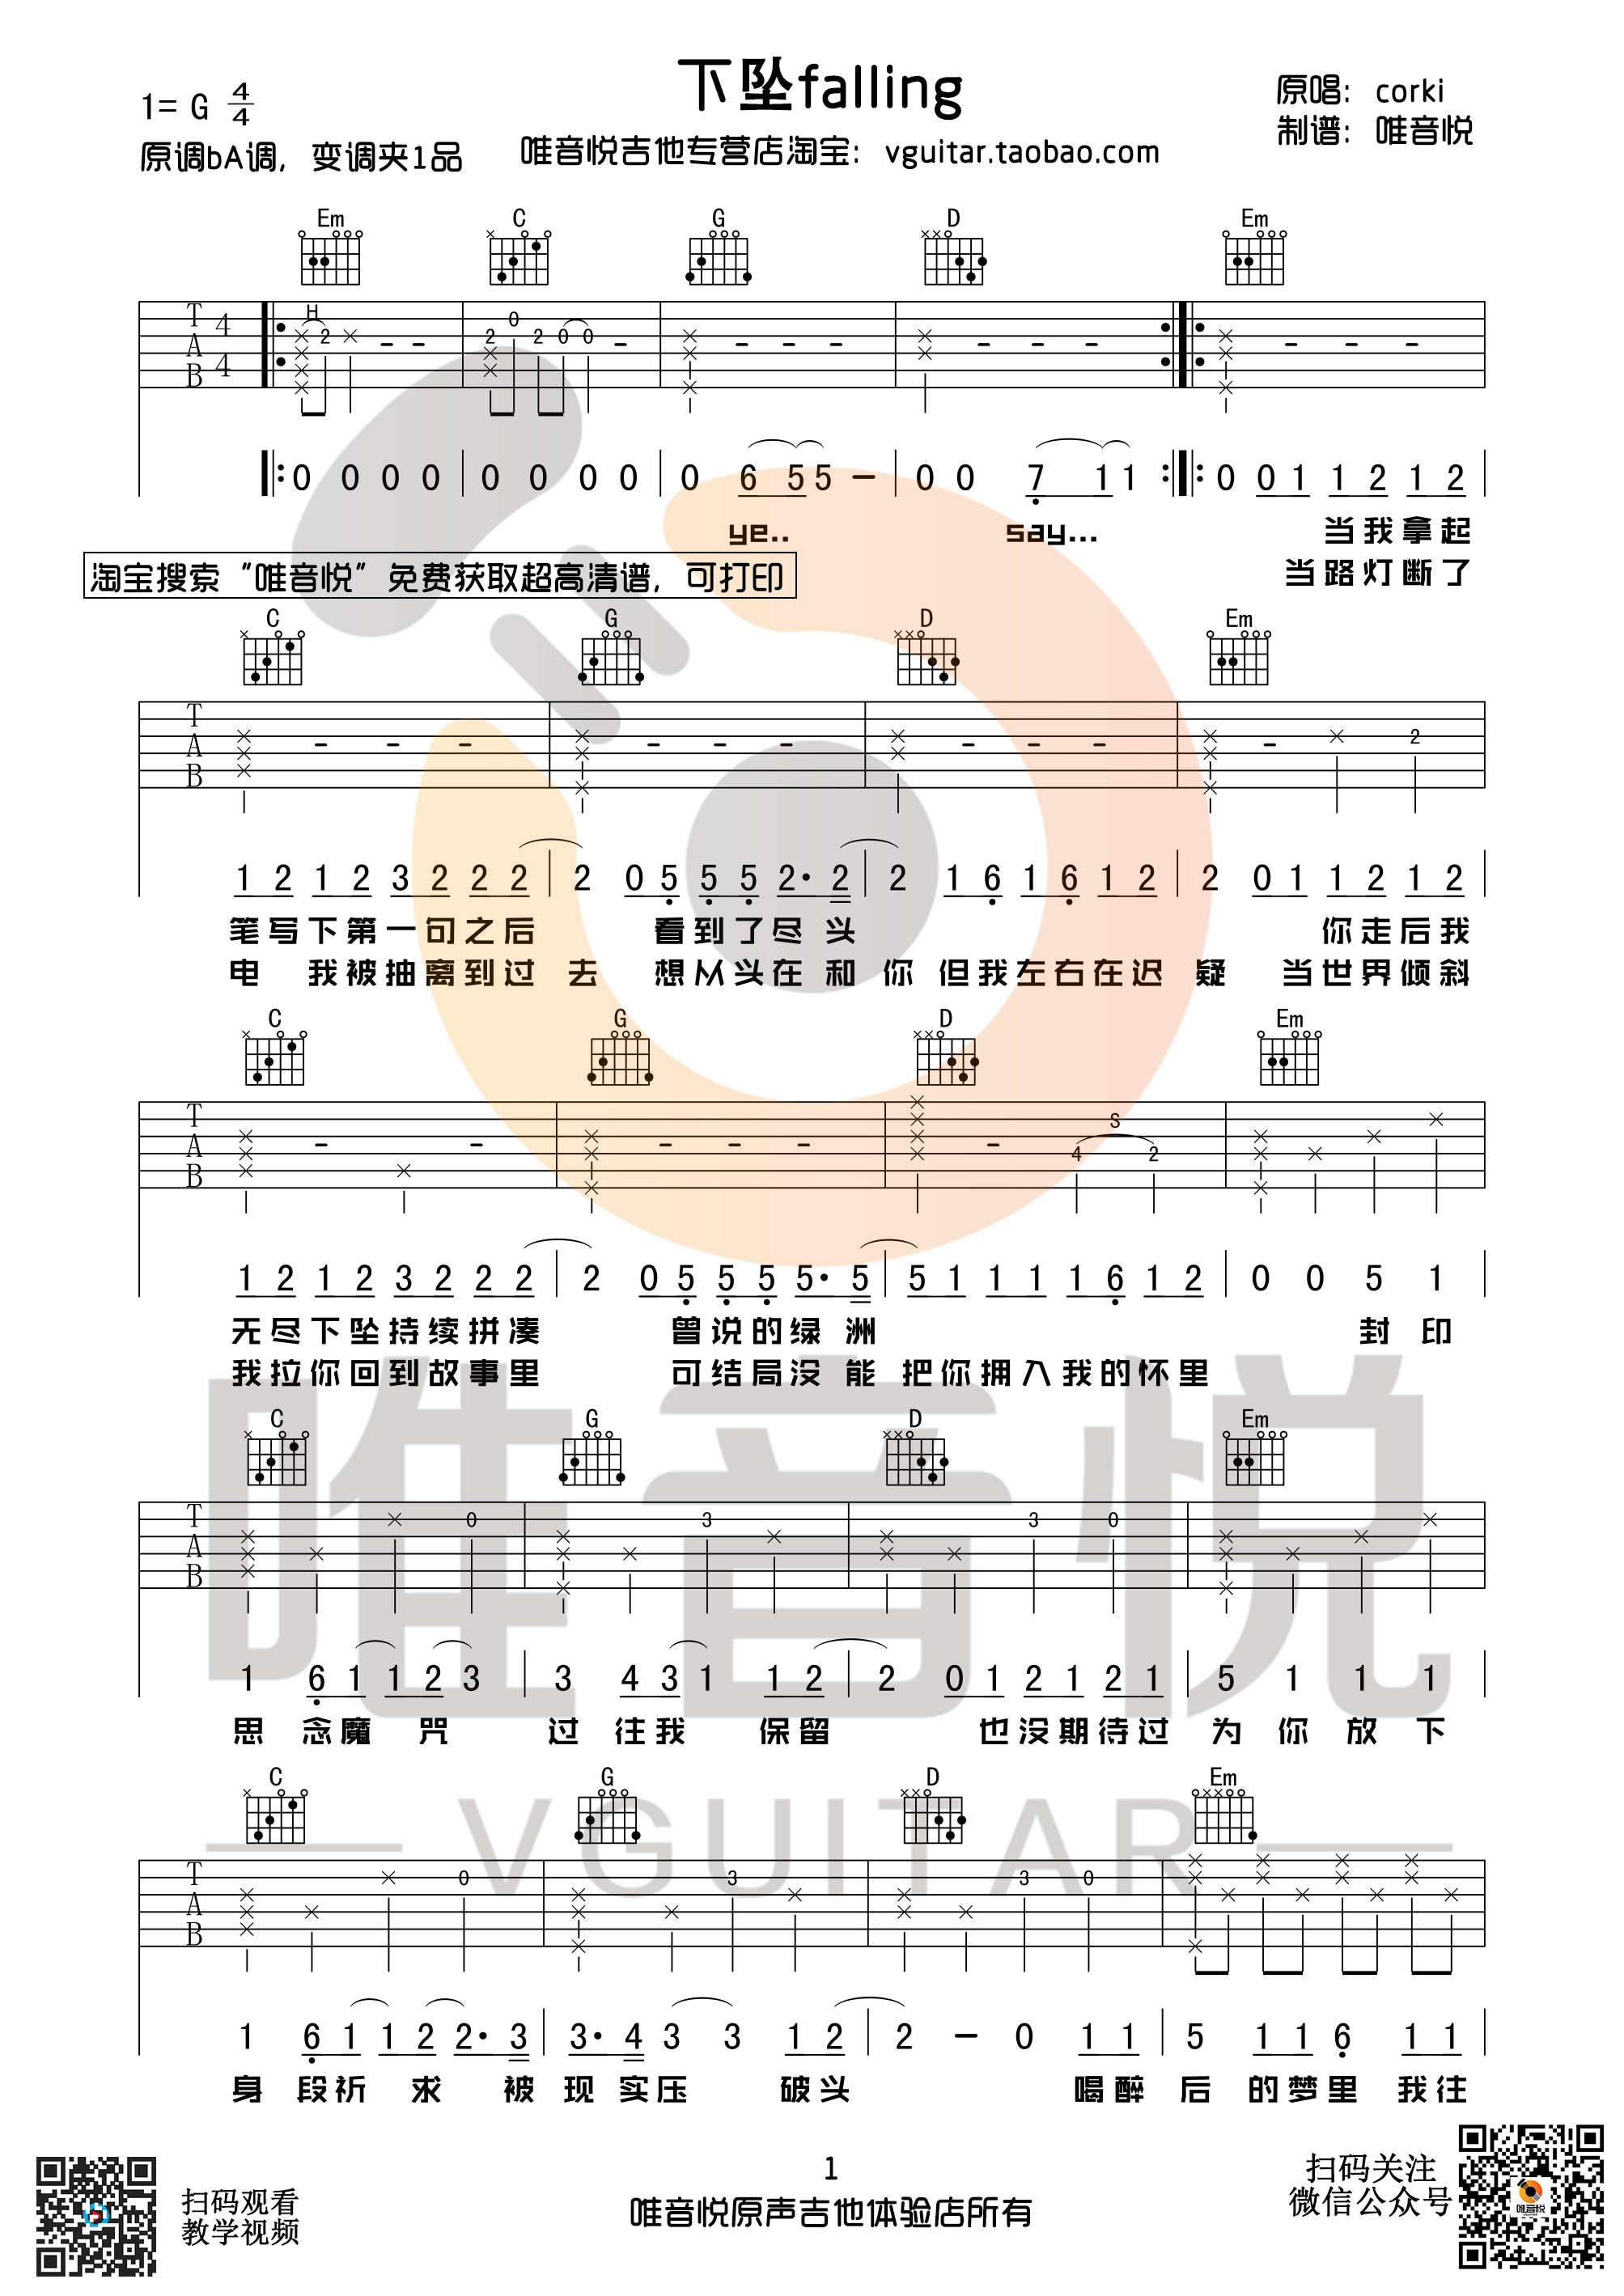 下坠falling
1= G 4/4
原调bA调，变调夹1品
唯音悦吉他专营店淘宝：vguitar.taobao.com
原唱：corki
制谱：唯音悦
Em C G D Em
T A B 4 4 H 2 2 0 2 0 0
0 0 0 0 | 0 0 0 0 | 0 6 5 5 - | 0 0 7 1 1 :||: 0 0 1 1 2 1 2 |
ye.. say... 当我拿起
当路灯断了
淘宝搜索“唯音悦”免费获取超高清谱，可打印
C G D Em
T A B 2
1 2 1 2 3 2 2 2 | 2 0 5 5 5 2· 2 | 2 1 6 1 6 1 2 | 2 0 1 1 2 1 2 |
笔写下第一句之后 看到了尽头 你走后我
电 我被抽离到过去 想从头在和你 但我左右在迟疑 当世界倾斜
C G D Em
T A B 4 S 2
1 2 1 2 3 2 2 2 | 2 0 5 5 5 5· 5 | 5 1 1 1 1 6 1 2 | 0 0 5 1 |
无尽下坠持续拼凑 曾说的绿洲 封印
我拉你回到故事里 可结局没能 把你拥入我的怀里
C G D Em
T A B 0 3 3 0
1 6 1 1 2 3 | 3 4 3 1 1 2 | 2 0 1 2 1 2 1 | 5 1 1 1 |
思念魔咒 过往我保留 也没期待过 为你放下
C G D Em
T A B 0 3 3 0
1 6 1 1 2 2· 3 | 3· 4 3 3 1 2 | 2 - 0 1 1 | 5 1 1 6 1 1 |
身段祈求 被现实压破头 喝醉后的梦里我往
唯音悦
VGUITAR
扫码观看
教学视频
1
唯音悦原声吉他体验店所有
扫码关注
微信公众号
唯音悦